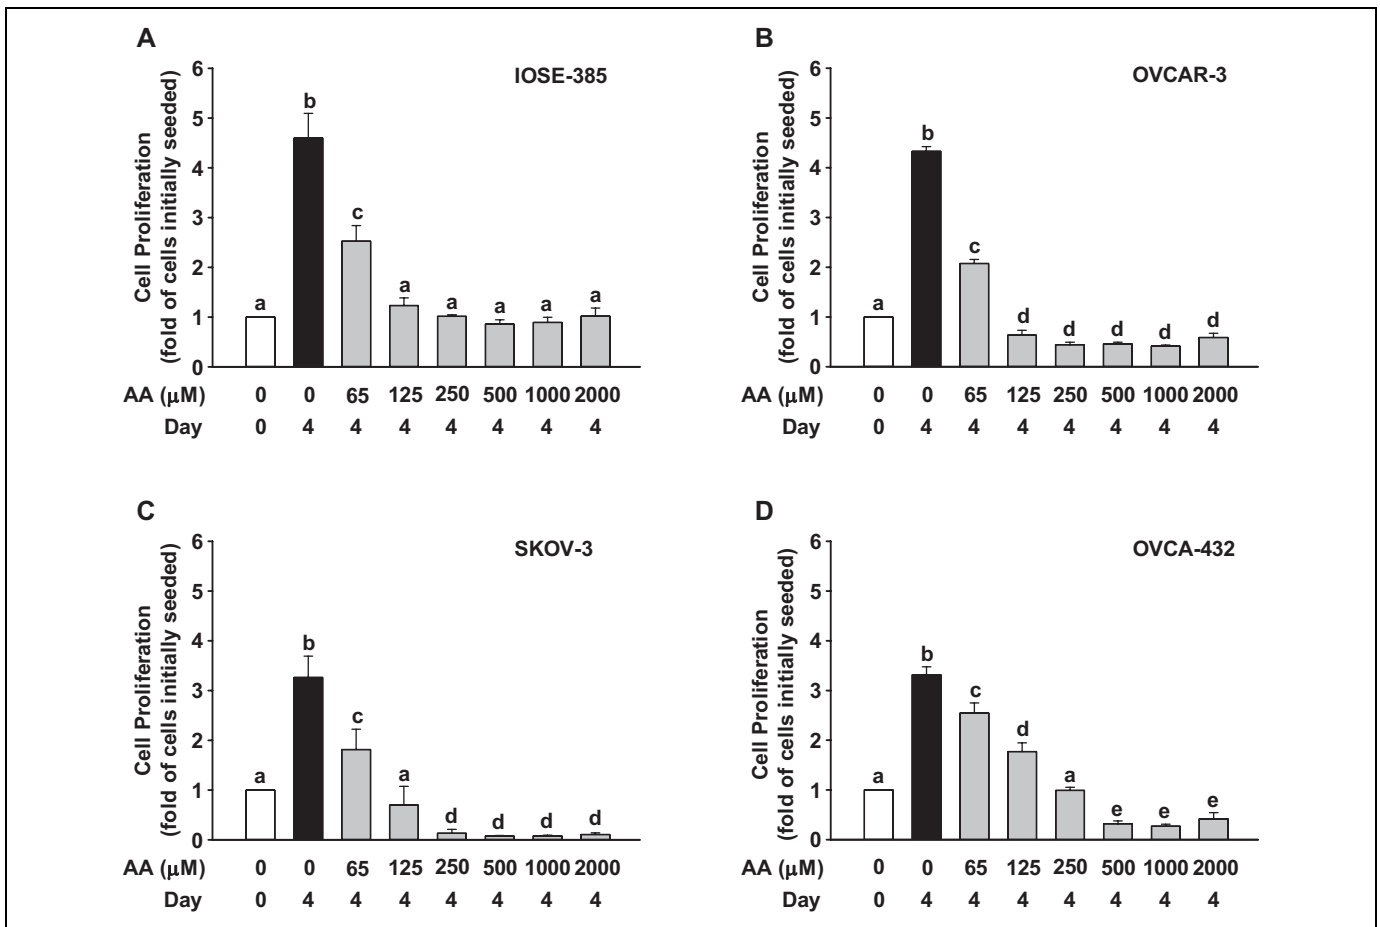 A
IOSE-385
Cell Proliferation
(fold of cells initially seeded)
6
5
4
3
2
1
0
a
b
c
a
a
a
a
a
AA (μM) 0 0 65 125 250 500 1000 2000
Day 0 4 4 4 4 4 4 4
B
OVCAR-3
Cell Proliferation
(fold of cells initially seeded)
6
5
4
3
2
1
0
a
b
c
d
d
d
d
d
AA (μM) 0 0 65 125 250 500 1000 2000
Day 0 4 4 4 4 4 4 4
C
SKOV-3
Cell Proliferation
(fold of cells initially seeded)
6
5
4
3
2
1
0
a
b
c
a
d
d
d
d
AA (μM) 0 0 65 125 250 500 1000 2000
Day 0 4 4 4 4 4 4 4
D
OVCA-432
Cell Proliferation
(fold of cells initially seeded)
6
5
4
3
2
1
0
a
b
c
d
a
e
e
e
AA (μM) 0 0 65 125 250 500 1000 2000
Day 0 4 4 4 4 4 4 4